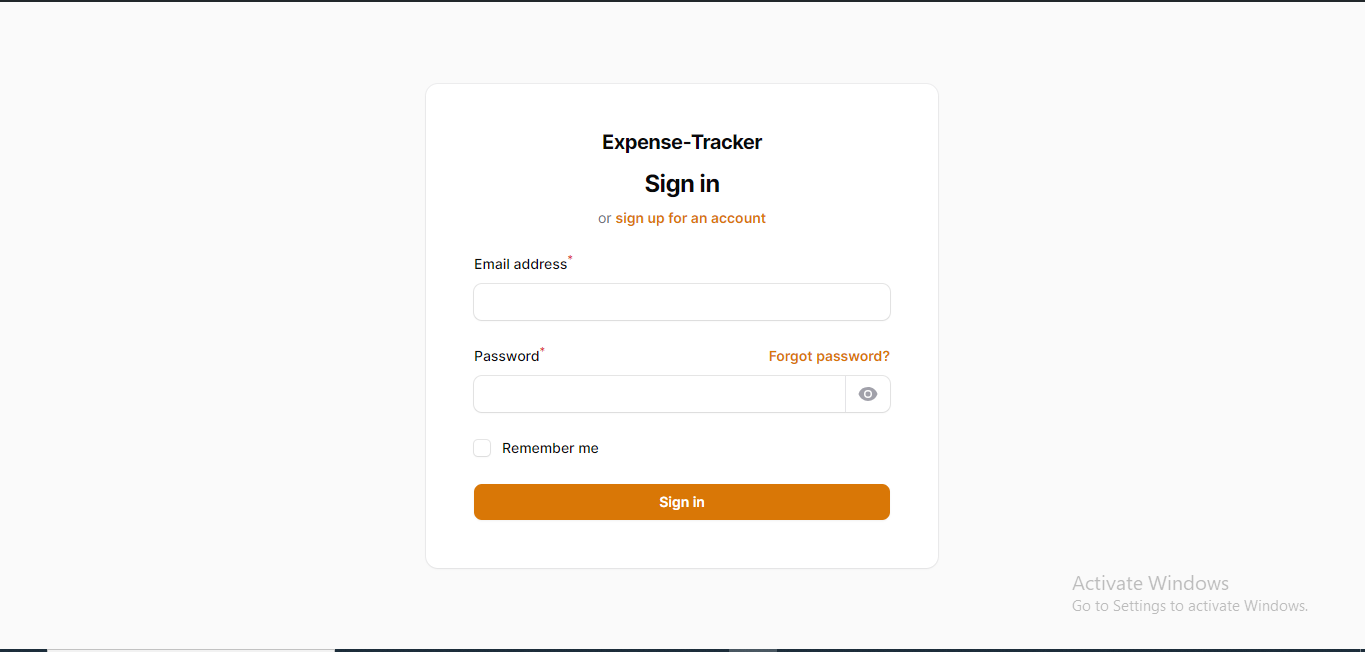 Expense-Tracker
Sign in
or sign up for an account
Email address*
Password* Forgot password?
Remember me
Sign in
Activate Windows
Go to Settings to activate Windows.